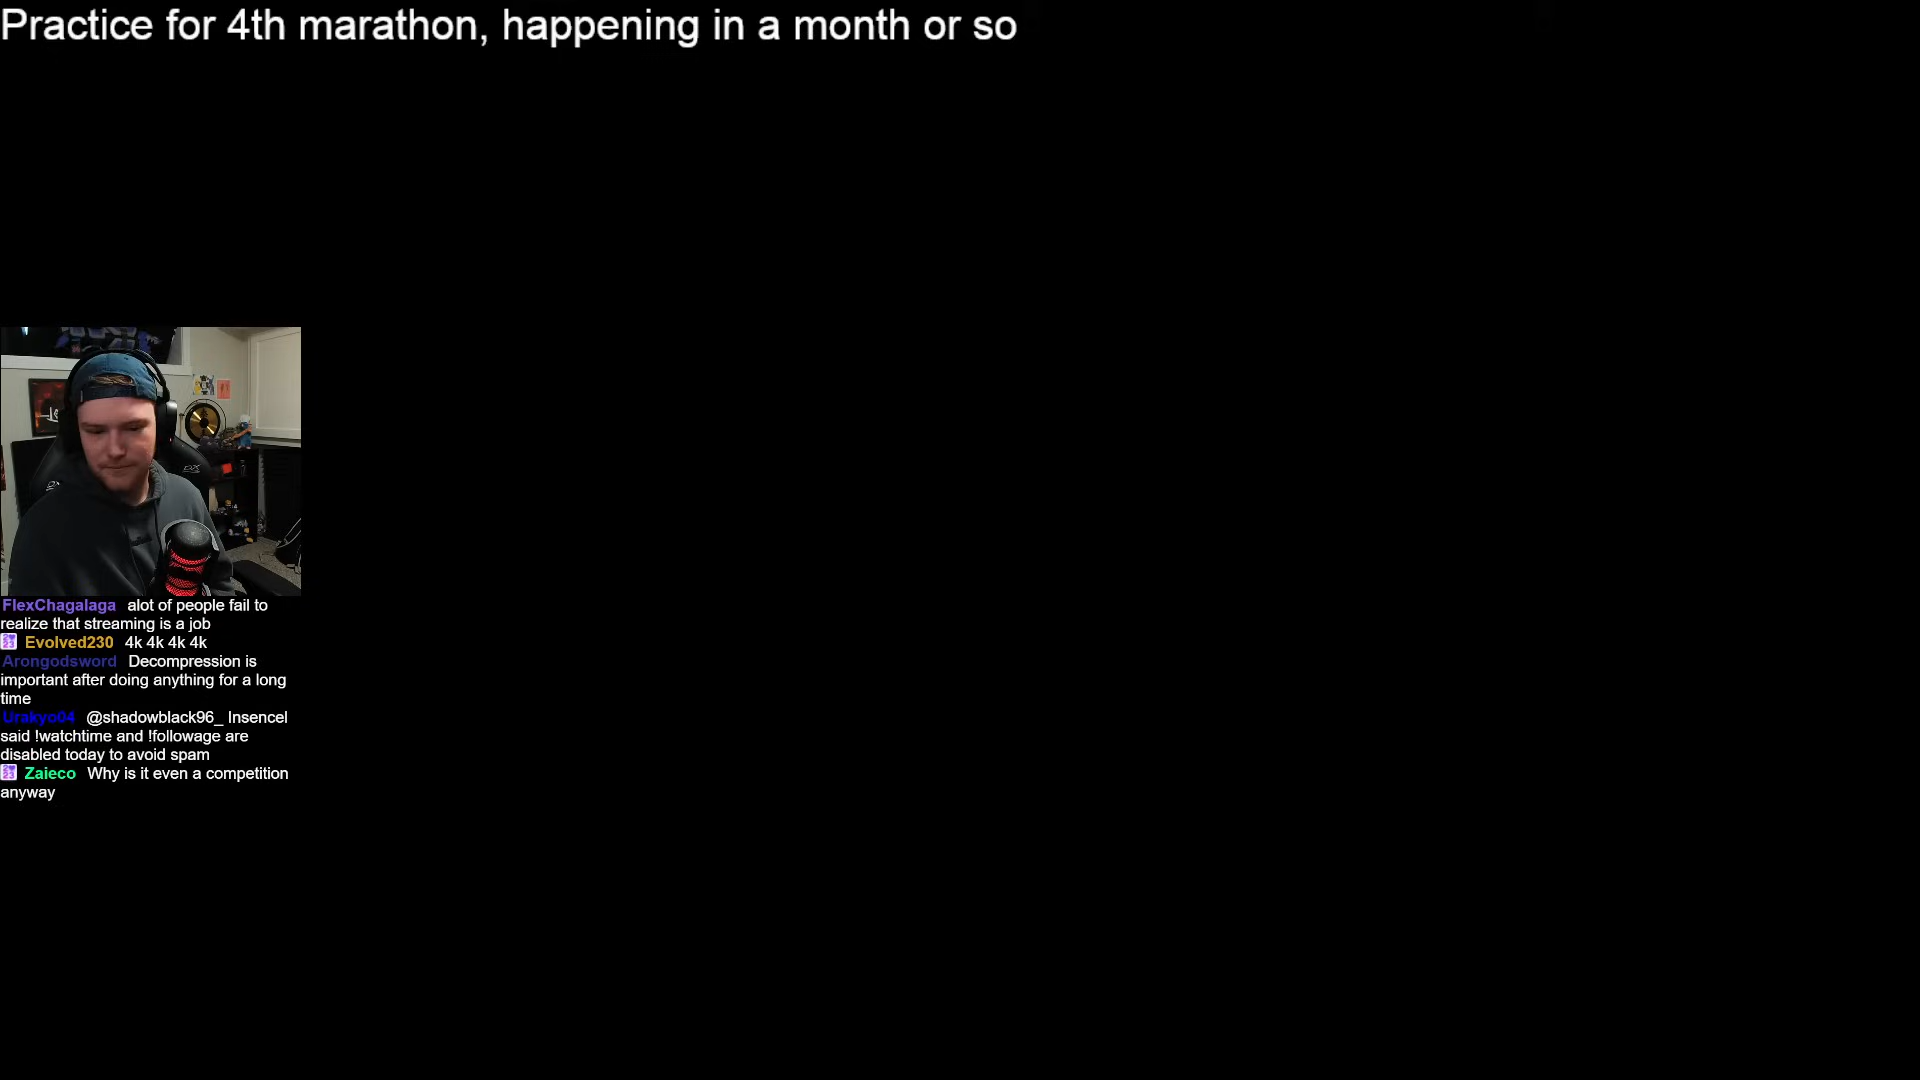 Practice for 4th marathon, happening in a month or so
FlexChagalaga alot of people fail to
realize that streaming is a job
Evolved230 4k 4k 4k 4k
Arongodsword Decompression is
important after doing anything for a long
time
Urakyo04 @shadowblack96_ Insencel
said !watchtime and !followage are
disabled today to avoid spam
Zaieco Why is it even a competition
anyway